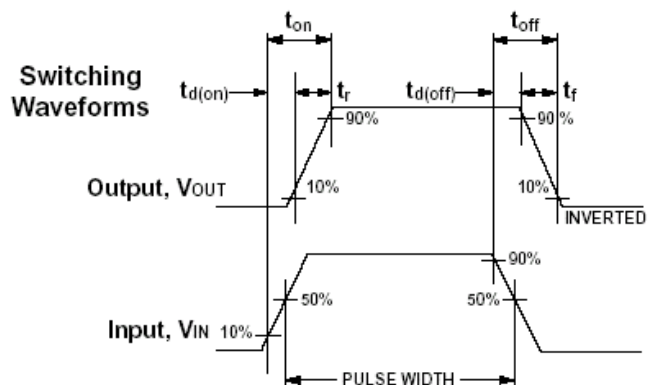 ton toff
Switching
Waveforms
td(on) tr td(off) tf
90% 90%
Output, VOUT 10% 10%
INVERTED
90%
50% 50%
Input, VIN 10%
PULSE WIDTH